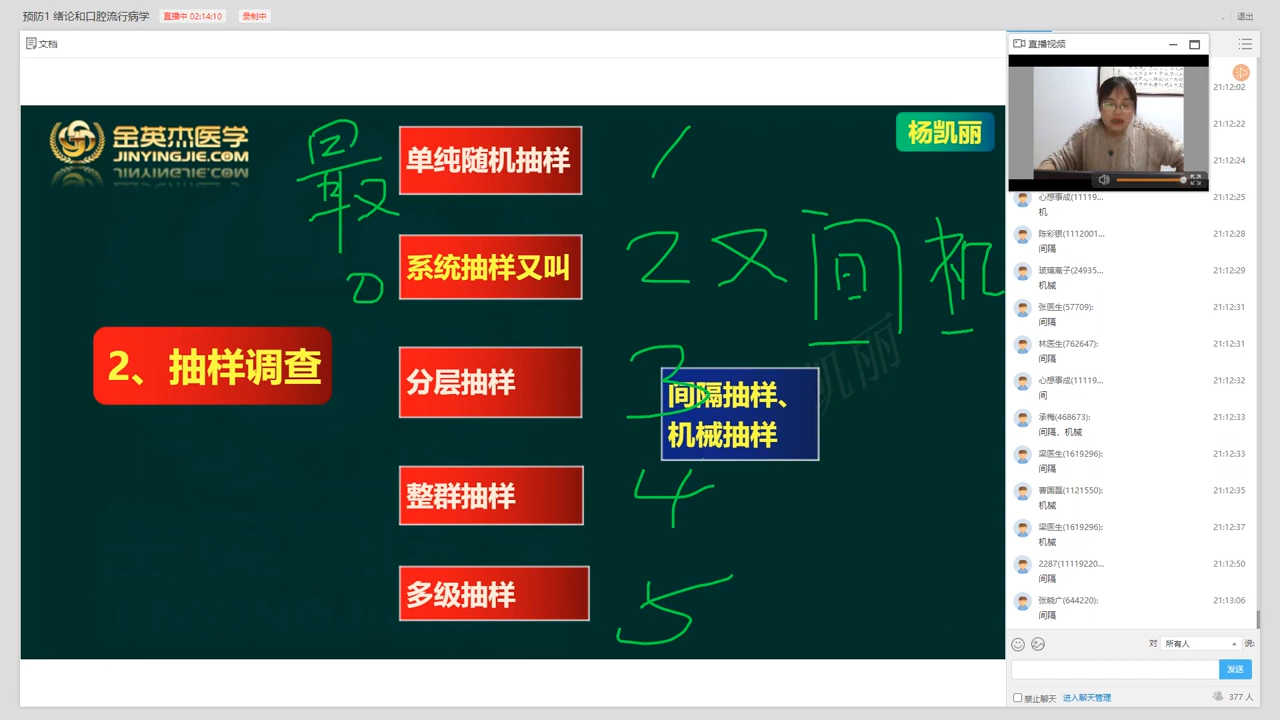 预防1 绪论和口腔流行病学 直播中 02:14:10 录制中 退出
文档
直播视频
金英杰医学
JINYINGJIE.COM
杨凯丽
最
0
单纯随机抽样
1
系统抽样又叫
2 又 间 机
2、抽样调查
分层抽样
3
间隔抽样、
机械抽样
凯丽
整群抽样
4
多级抽样
5
21:12:02
21:12:22
21:12:24
心想事成(11119... 21:12:25
机
陈彩银(1112001... 21:12:28
间隔
玻璃离子(24935... 21:12:29
机械
张医生(57709): 21:12:31
间隔
林医生(762647): 21:12:31
间隔
心想事成(11119... 21:12:32
间
承梅(468673): 21:12:33
间隔，机械
梁医生(1619296): 21:12:33
间隔
曹国磊(1121550): 21:12:35
机械
梁医生(1619296): 21:12:37
机械
2287(11119220... 21:12:50
间隔
张晓广(644220): 21:13:06
间隔
对 所有人 说:
发送
禁止聊天 进入聊天管理 377 人